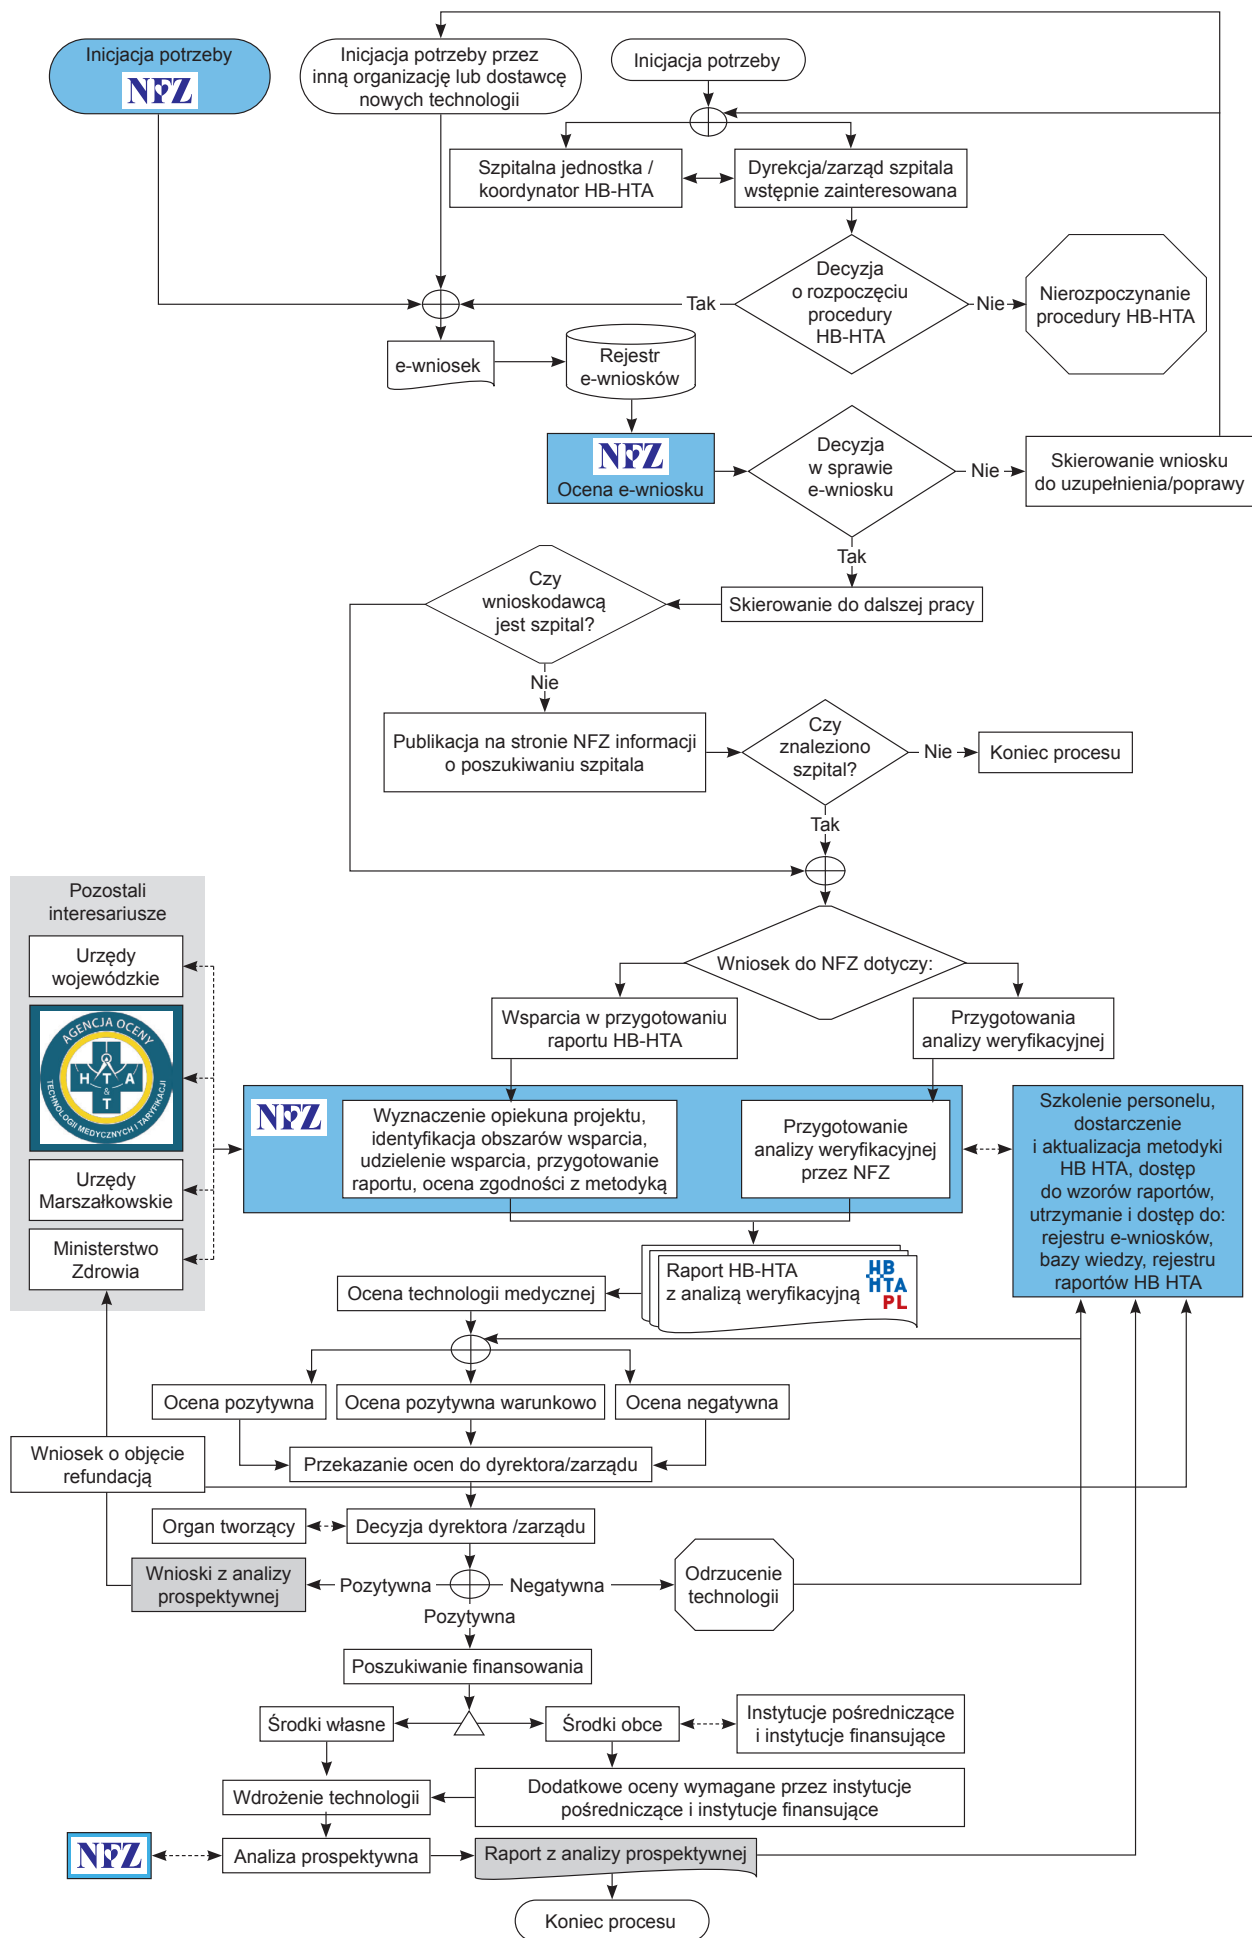 Inicjacja potrzeby
NFZ
Inicjacja potrzeby przez
inną organizację lub dostawcę
nowych technologii
Inicjacja potrzeby
Szpitalna jednostka /
koordynator HB-HTA
Dyrekcja/zarząd szpitala
wstępnie zainteresowana
Decyzja
o rozpoczęciu
procedury
HB-HTA
Tak
Nie
Nierozpoczynanie
procedury HB-HTA
e-wniosek
Rejestr
e-wniosków
NFZ
Ocena e-wniosku
Decyzja
w sprawie
e-wniosku
Nie
Skierowanie wniosku
do uzupełnienia/poprawy
Tak
Skierowanie do dalszej pracy
Czy
wnioskodawcą
jest szpital?
Nie
Publikacja na stronie NFZ informacji
o poszukiwaniu szpitala
Czy
znaleziono
szpital?
Nie
Koniec procesu
Tak
Pozostali
interesariusze
Urzędy
wojewódzkie
AGENCJA OCENY
TECHNOLOGII MEDYCZNYCH I TARYFIKACJI
H T A
&
T
Urzędy
Marszałkowskie
Ministerstwo
Zdrowia
Wniosek do NFZ dotyczy:
Wsparcia w przygotowaniu
raportu HB-HTA
Przygotowania
analizy weryfikacyjnej
NFZ
Wyznaczenie opiekuna projektu,
identyfikacja obszarów wsparcia,
udzielenie wsparcia, przygotowanie
raportu, ocena zgodności z metodyką
Przygotowanie
analizy weryfikacyjnej
przez NFZ
Szkolenie personelu,
dostarczenie
i aktualizacja metodyki
HB HTA, dostęp
do wzorów raportów,
utrzymanie i dostęp do:
rejestru e-wniosków,
bazy wiedzy, rejestru
raportów HB HTA
Raport HB-HTA
z analizą weryfikacyjną
HB
HTA
PL
Ocena technologii medycznej
Ocena pozytywna
Ocena pozytywna warunkowo
Ocena negatywna
Wniosek o objęcie
refundacją
Przekazanie ocen do dyrektora/zarządu
Organ tworzący
Decyzja dyrektora /zarządu
Wnioski z analizy
prospektywnej
Pozytywna
Negatywna
Odrzucenie
technologii
Pozytywna
Poszukiwanie finansowania
Środki własne
Środki obce
Instytucje pośredniczące
i instytucje finansujące
Wdrożenie technologii
Dodatkowe oceny wymagane przez instytucje
pośredniczące i instytucje finansujące
NFZ
Analiza prospektywna
Raport z analizy prospektywnej
Koniec procesu